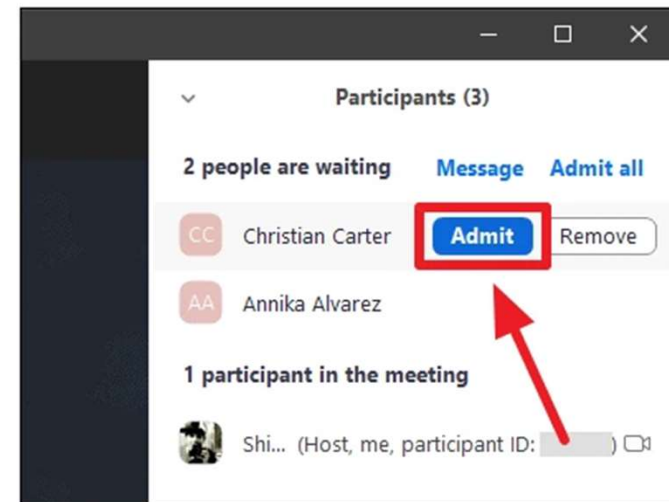 Participants (3)
2 people are waiting Message Admit all
CC Christian Carter Admit Remove
AA Annika Alvarez
1 participant in the meeting
Shi... (Host, me, participant ID: )